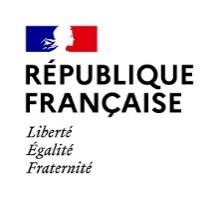 RÉPUBLIQUE
FRANÇAISE
Liberté
Égalité
Fraternité